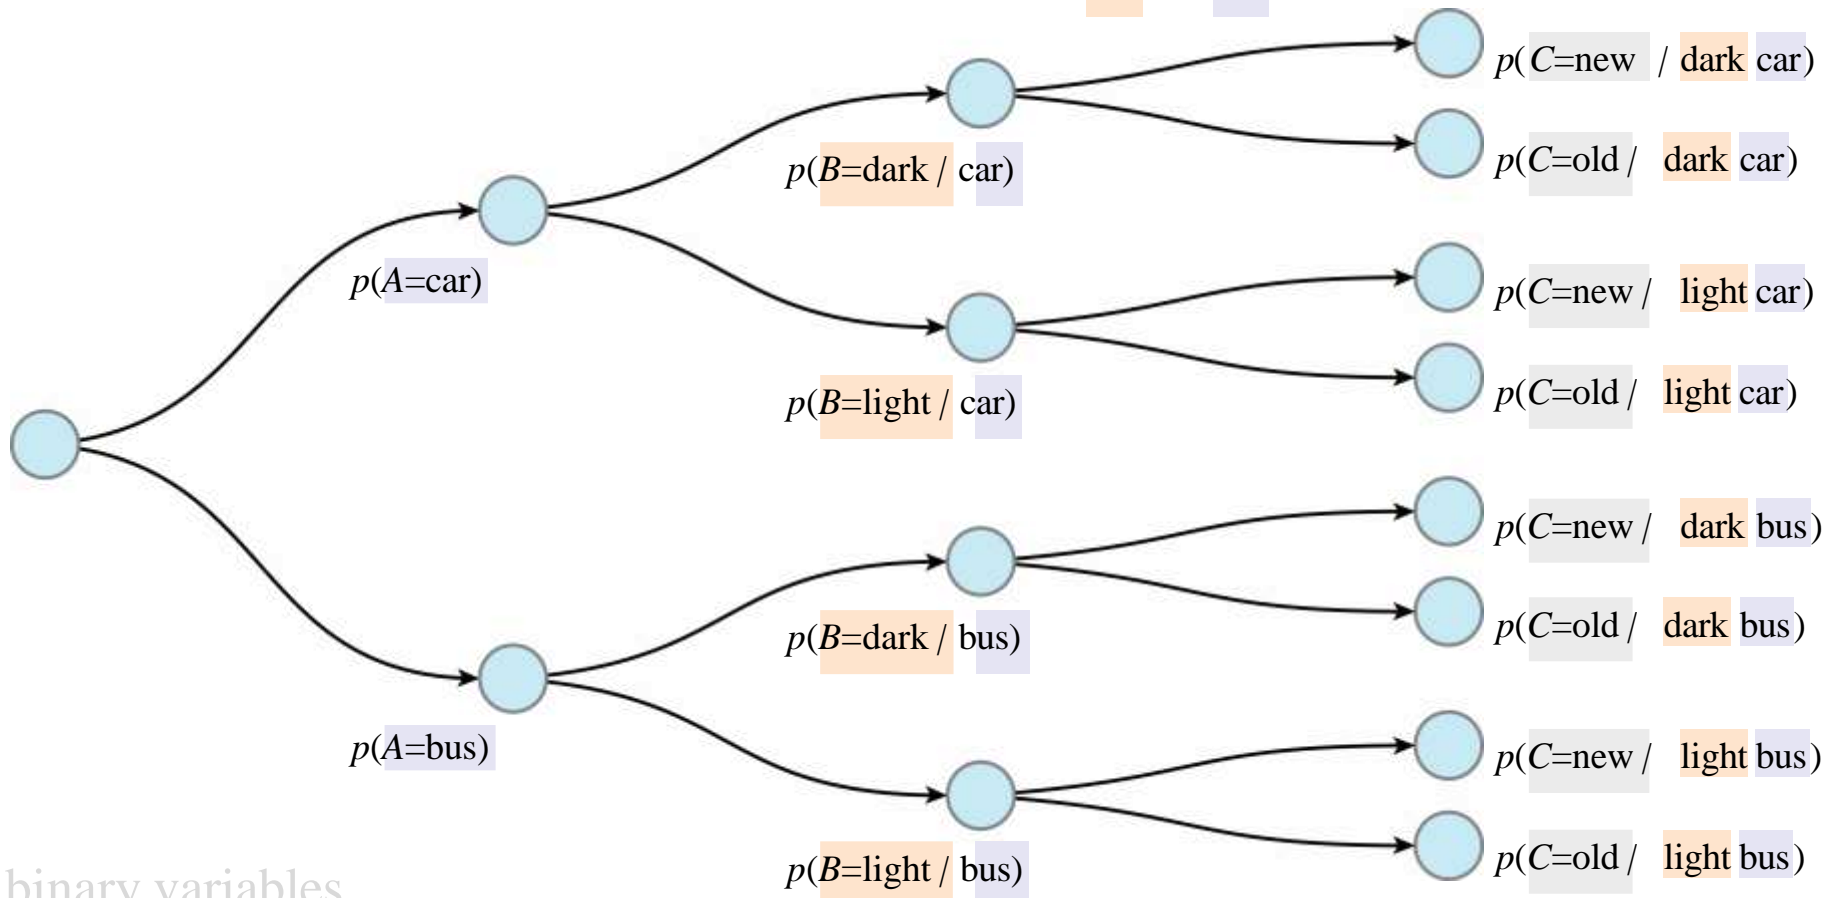 p(C=new / dark car)
p(C=old / dark car)
p(B=dark / car)
p(A=car)
p(C=new / light car)
p(C=old / light car)
p(B=light / car)
p(C=new / dark bus)
p(C=old / dark bus)
p(B=dark / bus)
p(A=bus)
p(C=new / light bus)
p(C=old / light bus)
p(B=light / bus)
binary variables